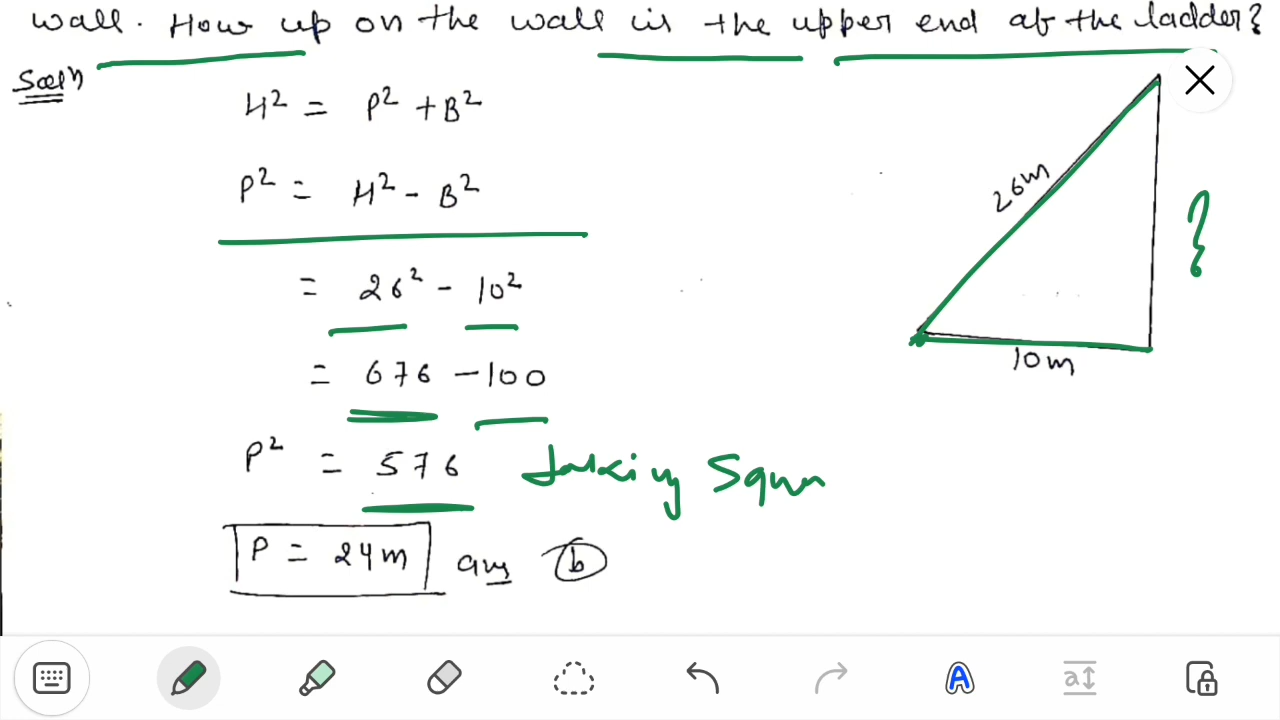 wall. How up on the wall is the upper end of the ladder?
Sol^n
H² = P² + B²
P² = H² - B²
= 26² - 10²
= 676 - 100
P² = 576 taking Squ
P = 24m ans (b)
26m
?
10m